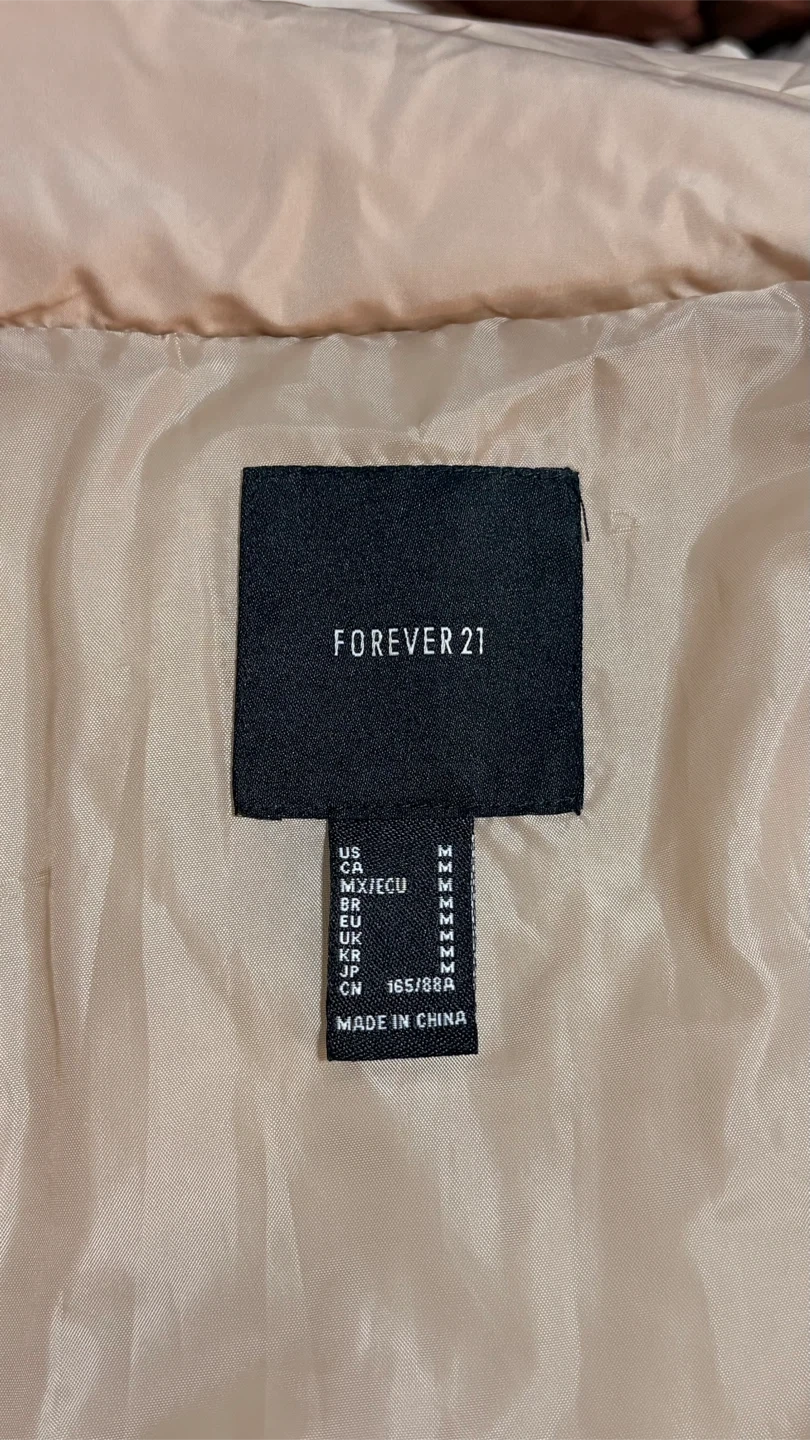 FOREVER 21
US M
CA M
MX/ECU M
BR M
EU M
UK M
KR M
JP M
CN 165/88A
MADE IN CHINA